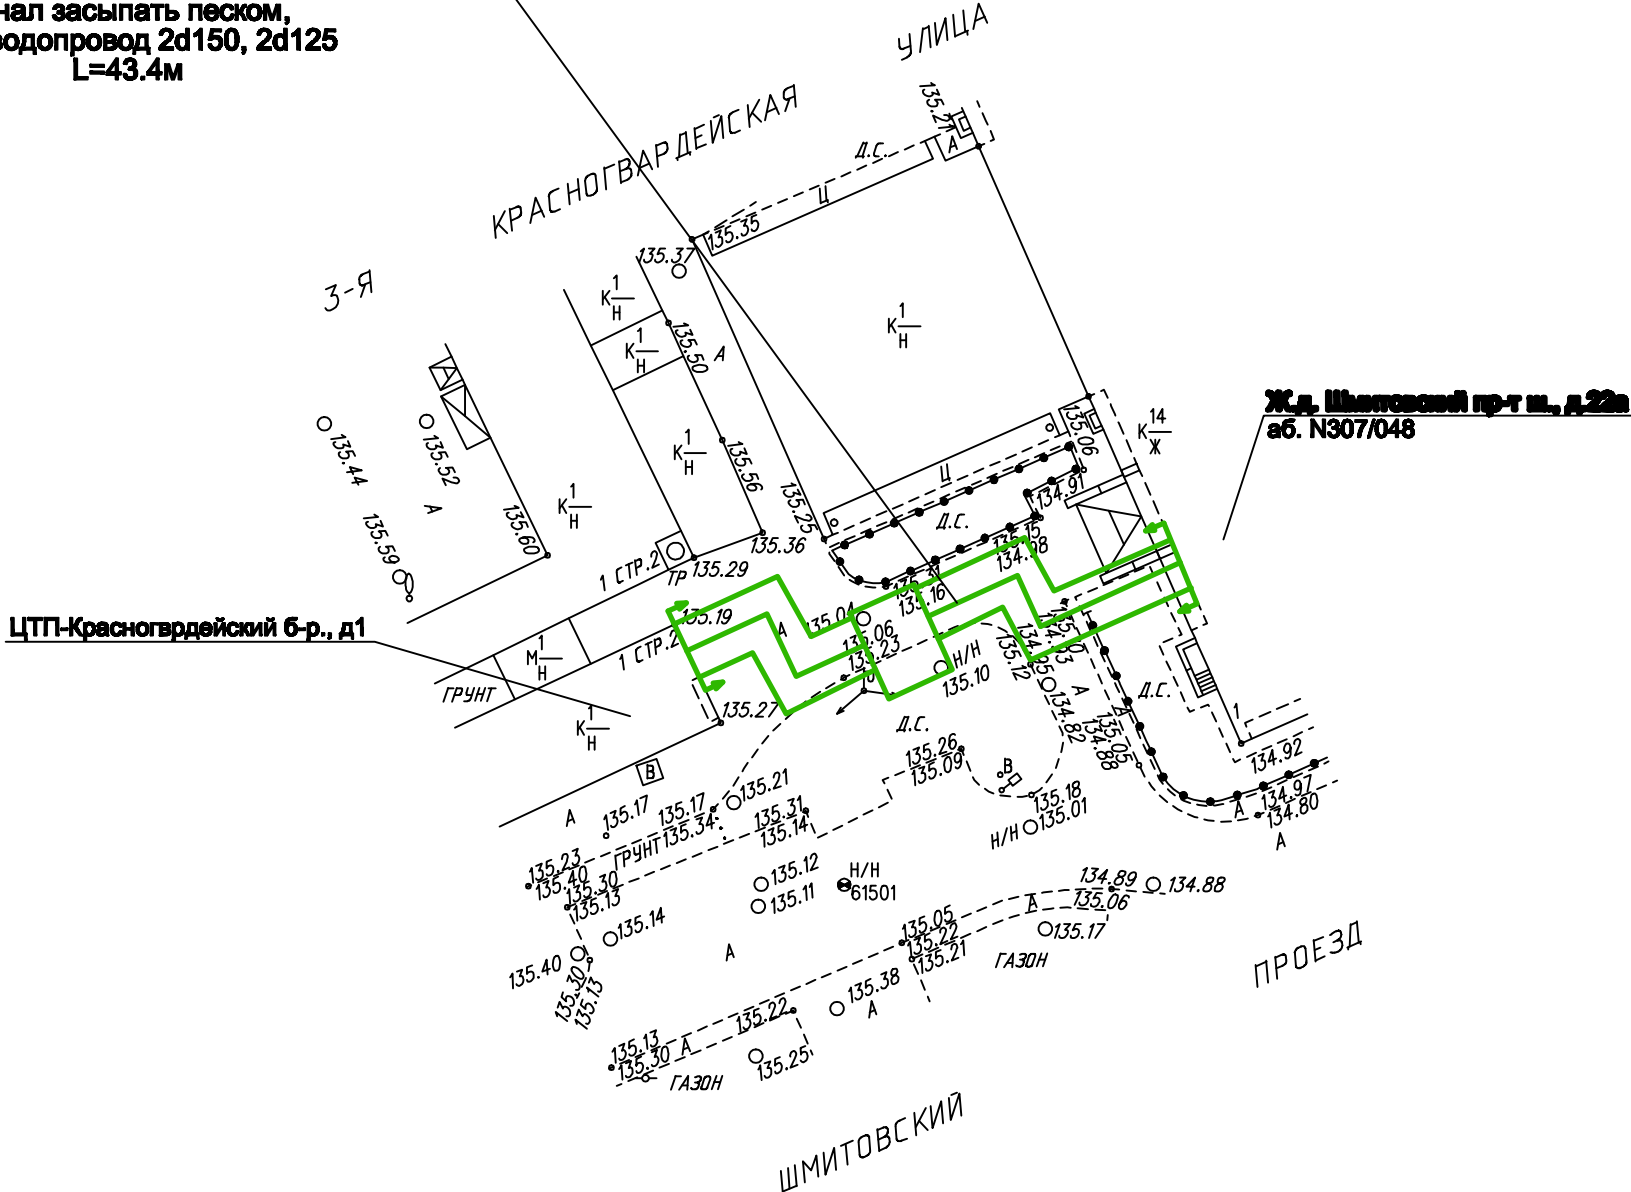 нал засыпать песком,
водопровод 2d150, 2d125
L=43.4м
УЛИЦА
КРАСНОГВАРДЕЙСКАЯ
3-Я
135.21
А
Д.С.
Ц
135.35
135.37
К 1
Н
К 1
Н
К 1
Н
135.50
А
К 1
Н
135.44
135.52
А
135.59
135.60
К 1
Н
135.56
135.25
135.36
135.29
135.06
К 14
Ж
Ц
Д.С.
134.91
135.15
134.98
Ж.д. Шмитовский пр-т ш., д.22а
аб. N307/048
1 СТР.2
ТР
135.19
1 СТР.2
А
135.04
135.06
135.23
135.16
Н/Н
135.10
135.12
134.95
134.82
А
134.88
135.05
А
Д.С.
1
134.92
134.97
134.80
А
А
ЦТП-Красногврдейский б-р., д1
М 1
Н
ГРУНТ
К 1
Н
135.27
В
Д.С.
135.26
135.09
В
135.18
135.01
Н/Н
135.21
135.17
135.17
135.34
ГРУНТ
135.31
135.14
А
135.23
135.40
135.30
135.13
135.12
135.11
Н/Н
61501
134.89
135.06
134.88
135.14
135.40
135.30
135.13
А
135.05
135.22
135.21
А
135.17
ГАЗОН
ПРОЕЗД
135.38
А
135.22
135.13
135.30
А
135.25
ГАЗОН
ШМИТОВСКИЙ